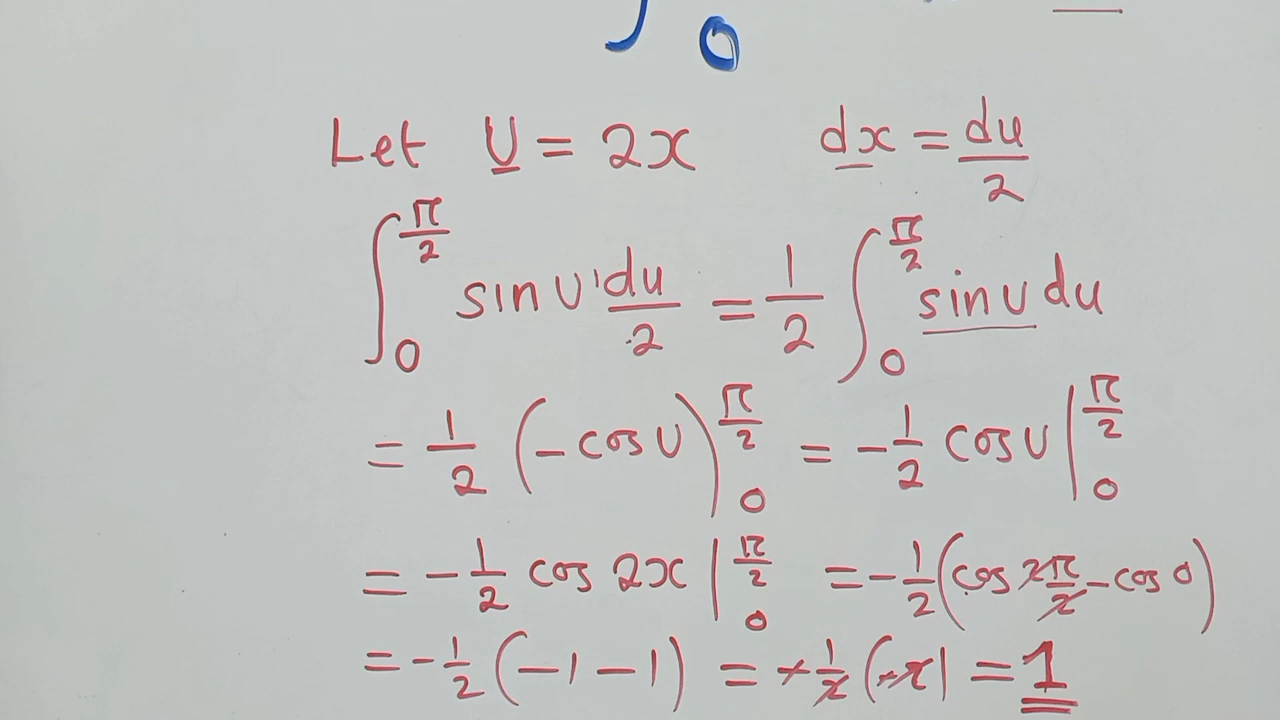 ∫ 0
Let U = 2x dx = du/2
∫₀^(π/2) sin u du/2 = 1/2 ∫₀^(π/2) sin u du
= 1/2 (-cos u)₀^(π/2) = -1/2 cos u |₀^(π/2)
= -1/2 cos 2x |₀^(π/2) = -1/2 (cos 2π/2 - cos 0)
= -1/2 (-1-1) = +1/2 (+2) = 1